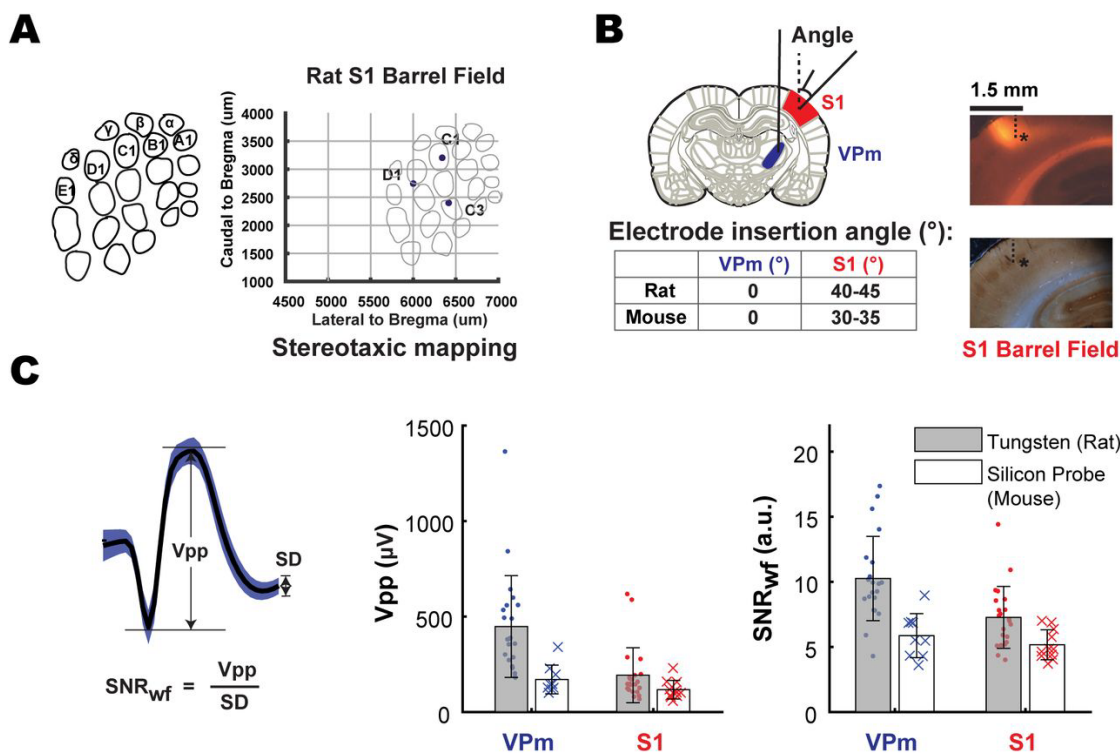 A
γ
β
α
δ
E1
D1
C1
B1
A1
Rat S1 Barrel Field
Caudal to Bregma (um)
4000
3500
3000
2500
2000
1500
1000
C1
D1
C3
4500
5000
5500
6000
6500
7000
Lateral to Bregma (um)
Stereotaxic mapping
B
Angle
S1
VPm
1.5 mm
*
*
Electrode insertion angle (°):
VPm (°) S1 (°)
Rat 0 40-45
Mouse 0 30-35
S1 Barrel Field
C
Vpp
SD
SNRwf = Vpp
SD
Vpp (µV)
1500
1000
500
0
VPm
S1
SNRwf (a.u.)
20
15
10
5
0
VPm
S1
Tungsten (Rat)
Silicon Probe
(Mouse)